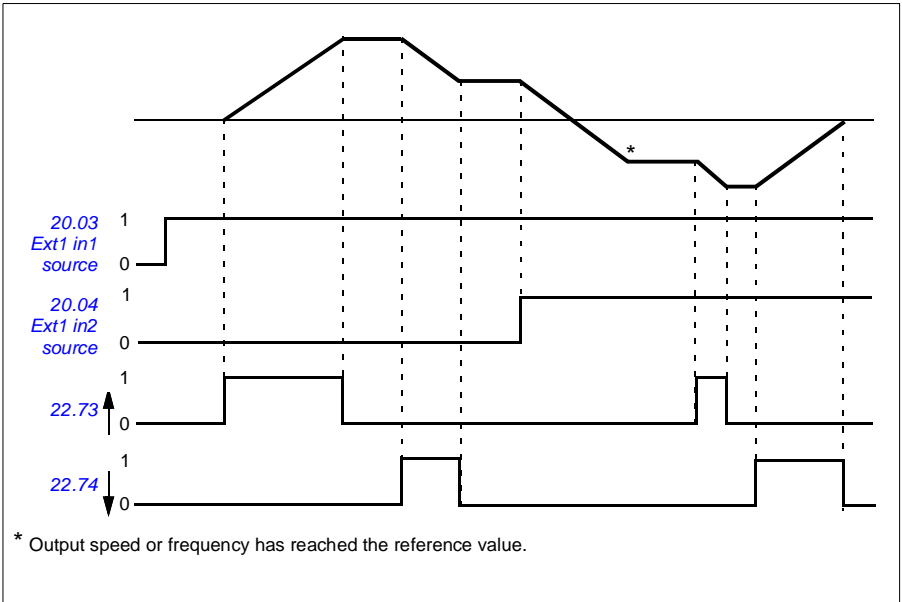 *
20.03
Ext1 in1
source
1
0
20.04
Ext1 in2
source
1
0
22.73
1
0
22.74
1
0
* Output speed or frequency has reached the reference value.